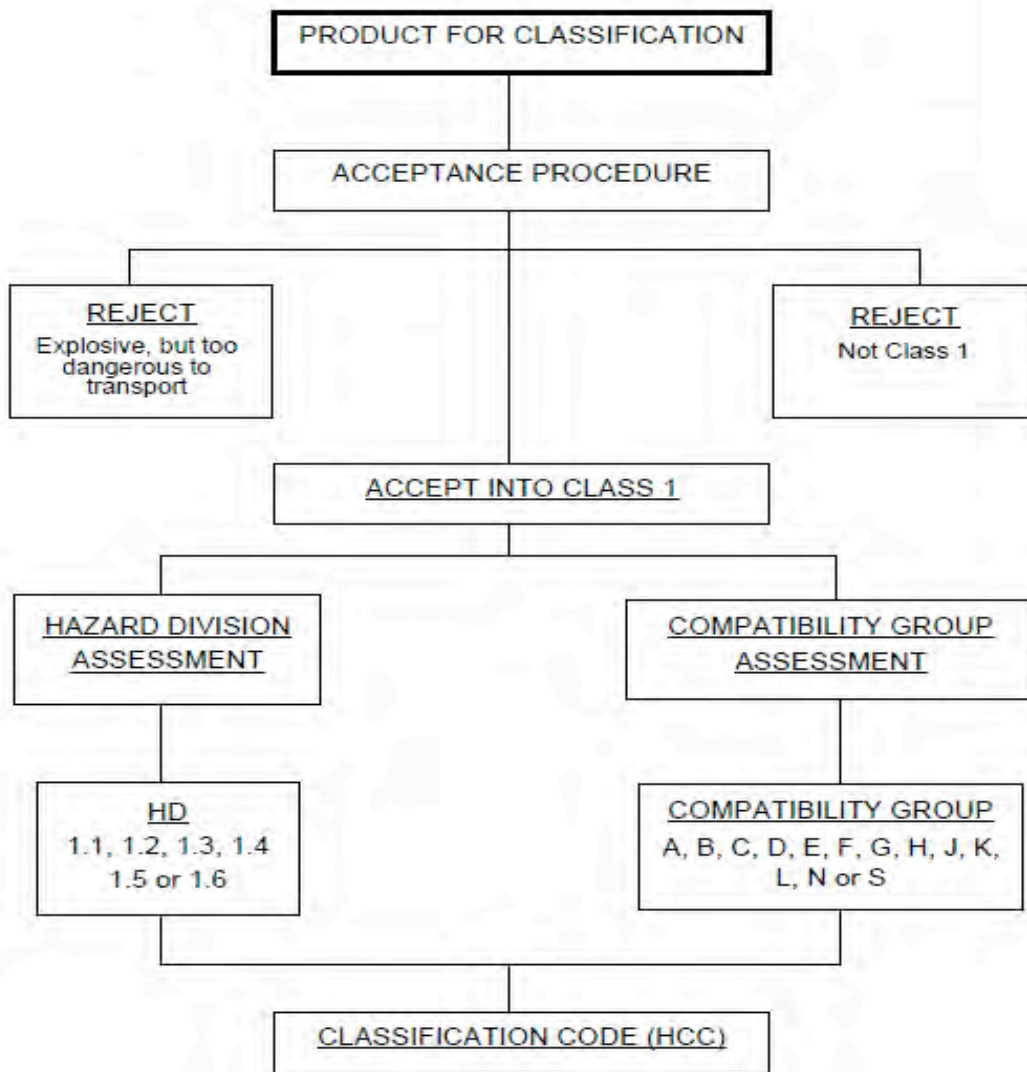 PRODUCT FOR CLASSIFICATION
ACCEPTANCE PROCEDURE
REJECT
Explosive, but too
dangerous to
transport
REJECT
Not Class 1
ACCEPT INTO CLASS 1
HAZARD DIVISION
ASSESSMENT
COMPATIBILITY GROUP
ASSESSMENT
HD
1.1, 1.2, 1.3, 1.4
1.5 or 1.6
COMPATIBILITY GROUP
A, B, C, D, E, F, G, H, J, K,
L, N or S
CLASSIFICATION CODE (HCC)